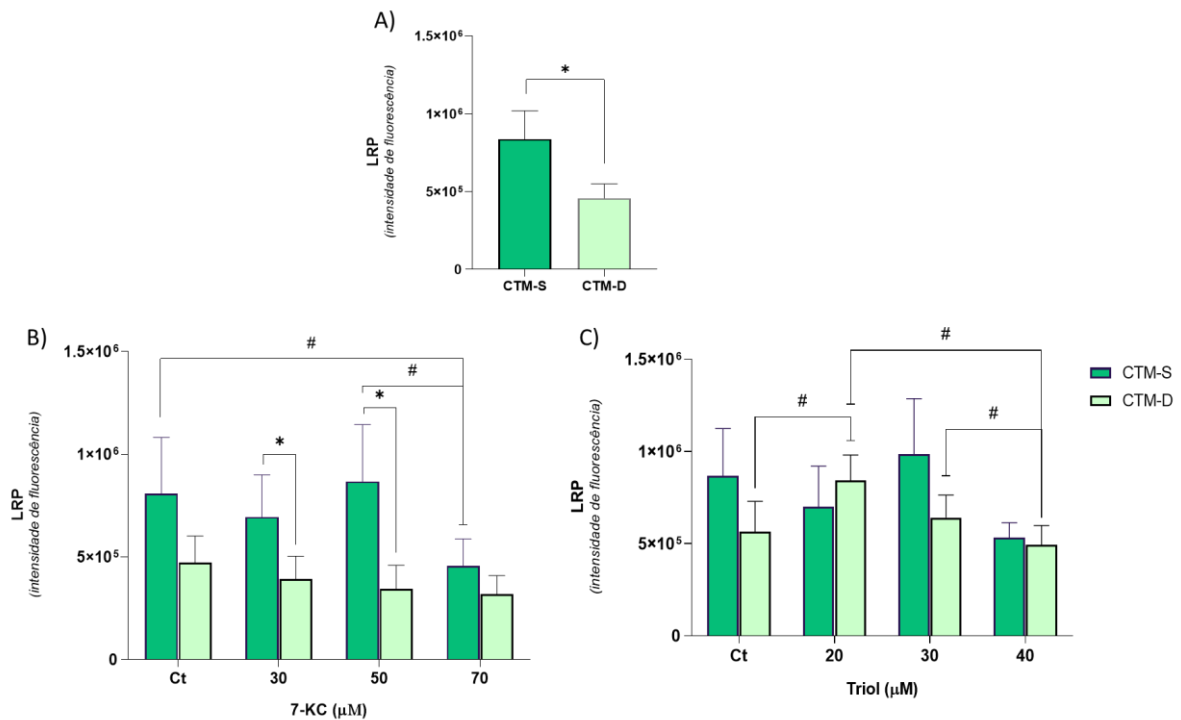 A)
1.5×10⁶
1×10⁶
5×10⁵
0
LRP
(intensidade de fluorescência)
*
CTM-S
CTM-D
B)
1.5×10⁶
1×10⁶
5×10⁵
0
LRP
(intensidade de fluorescência)
#
#
*
*
Ct
30
50
70
7-KC (μM)
C)
1.5×10⁶
1×10⁶
5×10⁵
0
LRP
(intensidade de fluorescência)
#
#
#
Ct
20
30
40
Triol (μM)
CTM-S
CTM-D